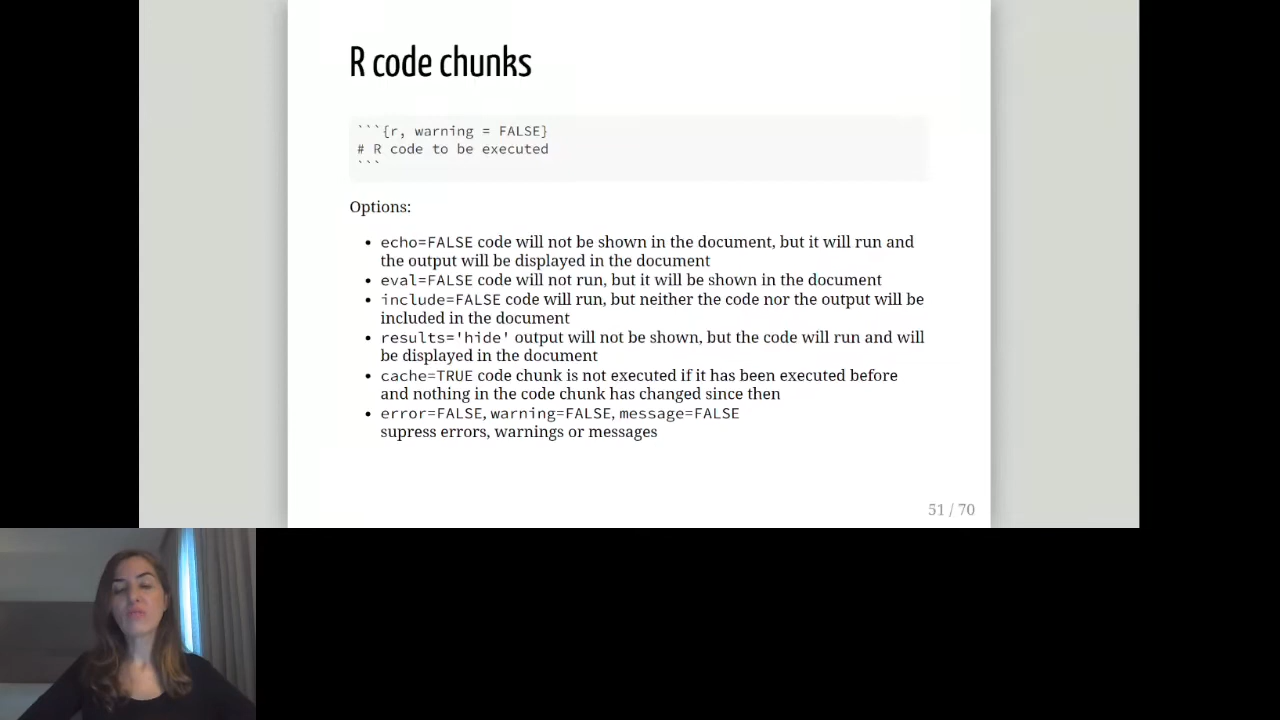 R code chunks
```{r, warning = FALSE}
# R code to be executed
```
Options:
• echo=FALSE code will not be shown in the document, but it will run and
the output will be displayed in the document
• eval=FALSE code will not run, but it will be shown in the document
• include=FALSE code will run, but neither the code nor the output will be
included in the document
• results='hide' output will not be shown, but the code will run and will
be displayed in the document
• cache=TRUE code chunk is not executed if it has been executed before
and nothing in the code chunk has changed since then
• error=FALSE, warning=FALSE, message=FALSE
supress errors, warnings or messages
51 / 70